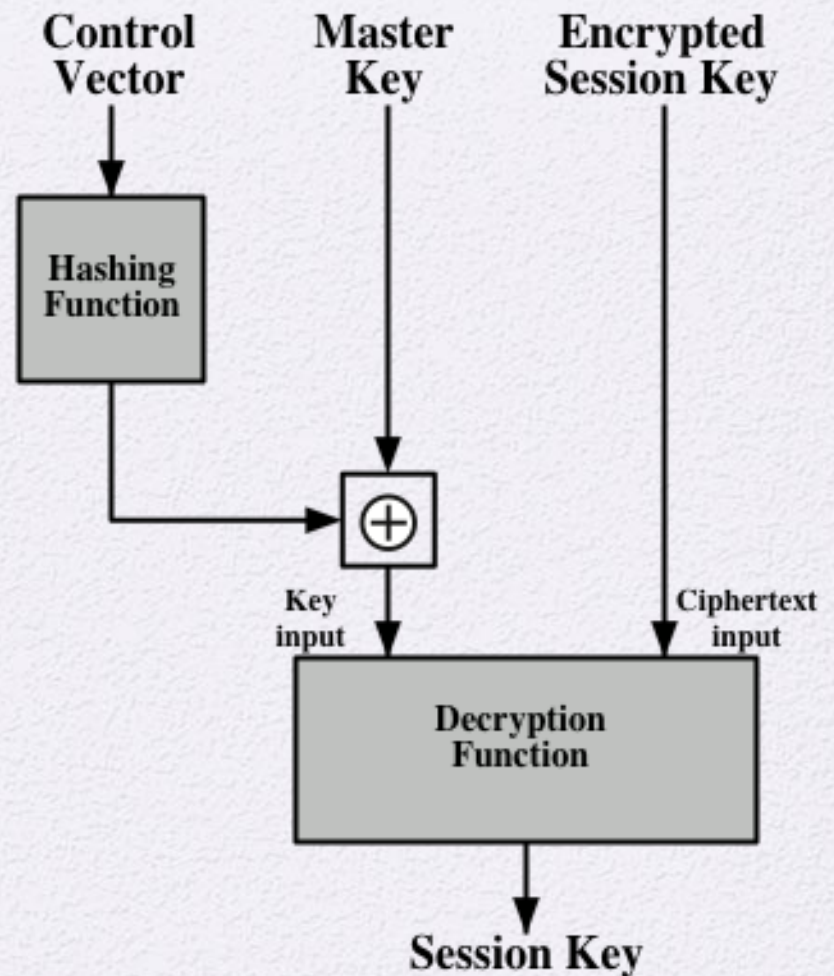 Control
Vector
Master
Key
Encrypted
Session Key
Hashing
Function
Key
input
Ciphertext
input
Decryption
Function
Session Key